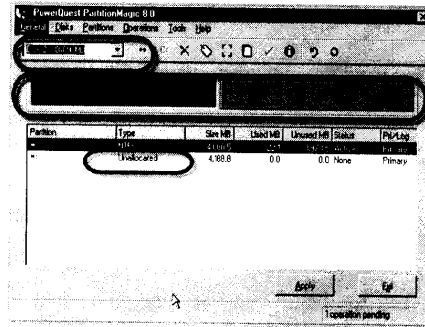 PowerQuest PartitionMagic 8.0
General Disks Partitions Operations Tools Help
Partition Type Size MB Used MB Unused MB Status Pri/Log
Unallocated 4,188.8 0.0 0.0 None Primary
Apply Exit
1 operation pending